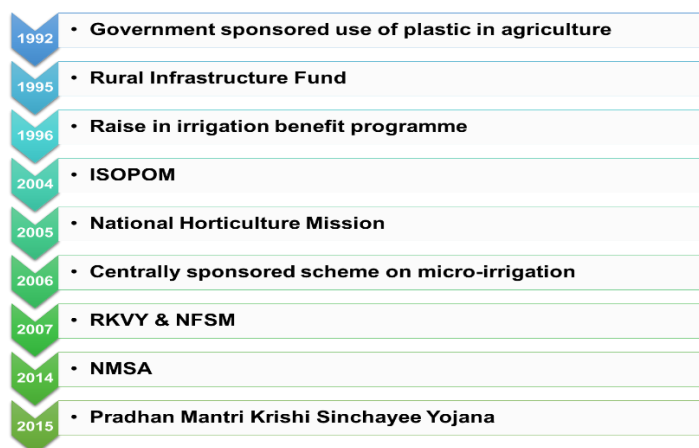 1992 • Government sponsored use of plastic in agriculture
1995 • Rural Infrastructure Fund
1996 • Raise in irrigation benefit programme
2004 • ISOPOM
2005 • National Horticulture Mission
2006 • Centrally sponsored scheme on micro-irrigation
2007 • RKVY & NFSM
2014 • NMSA
2015 • Pradhan Mantri Krishi Sinchayee Yojana